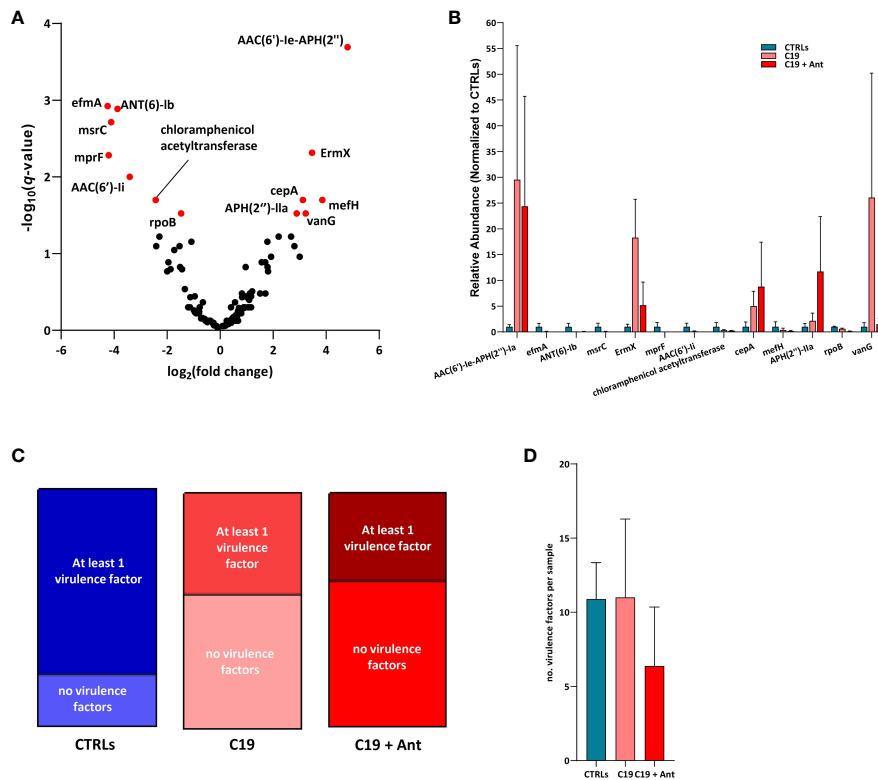 A
-log10(q-value)
4
3
2
1
0
-6
-4
-2
0
2
4
6
log2(fold change)
AAC(6')-Ie-APH(2'')
efmA
ANT(6)-Ib
msrC
chloramphenicol
acetyltransferase
mprF
ErmX
AAC(6')-Ii
cepA
mefH
APH(2'')-IIa
vanG
rpoB
B
Relative Abundance (Normalized to CTRLs)
60
55
50
45
40
35
30
25
20
15
10
5
0
CTRLs
C19
C19 + Ant
AAC(6')-Ie-APH(2'')-Ia
efmA
ANT(6)-Ib
msrC
ErmX
mprF
AAC(6')-Ii
chloramphenicol acetyltransferase
cepA
mefH
APH(2'')-IIa
rpoB
vanG
C
At least 1
virulence factor
no virulence
factors
CTRLs
At least 1
virulence
factor
no virulence
factors
C19
At least 1
virulence factor
no virulence
factors
C19 + Ant
D
no. virulence factors per sample
20
15
10
5
0
CTRLs
C19
C19 + Ant